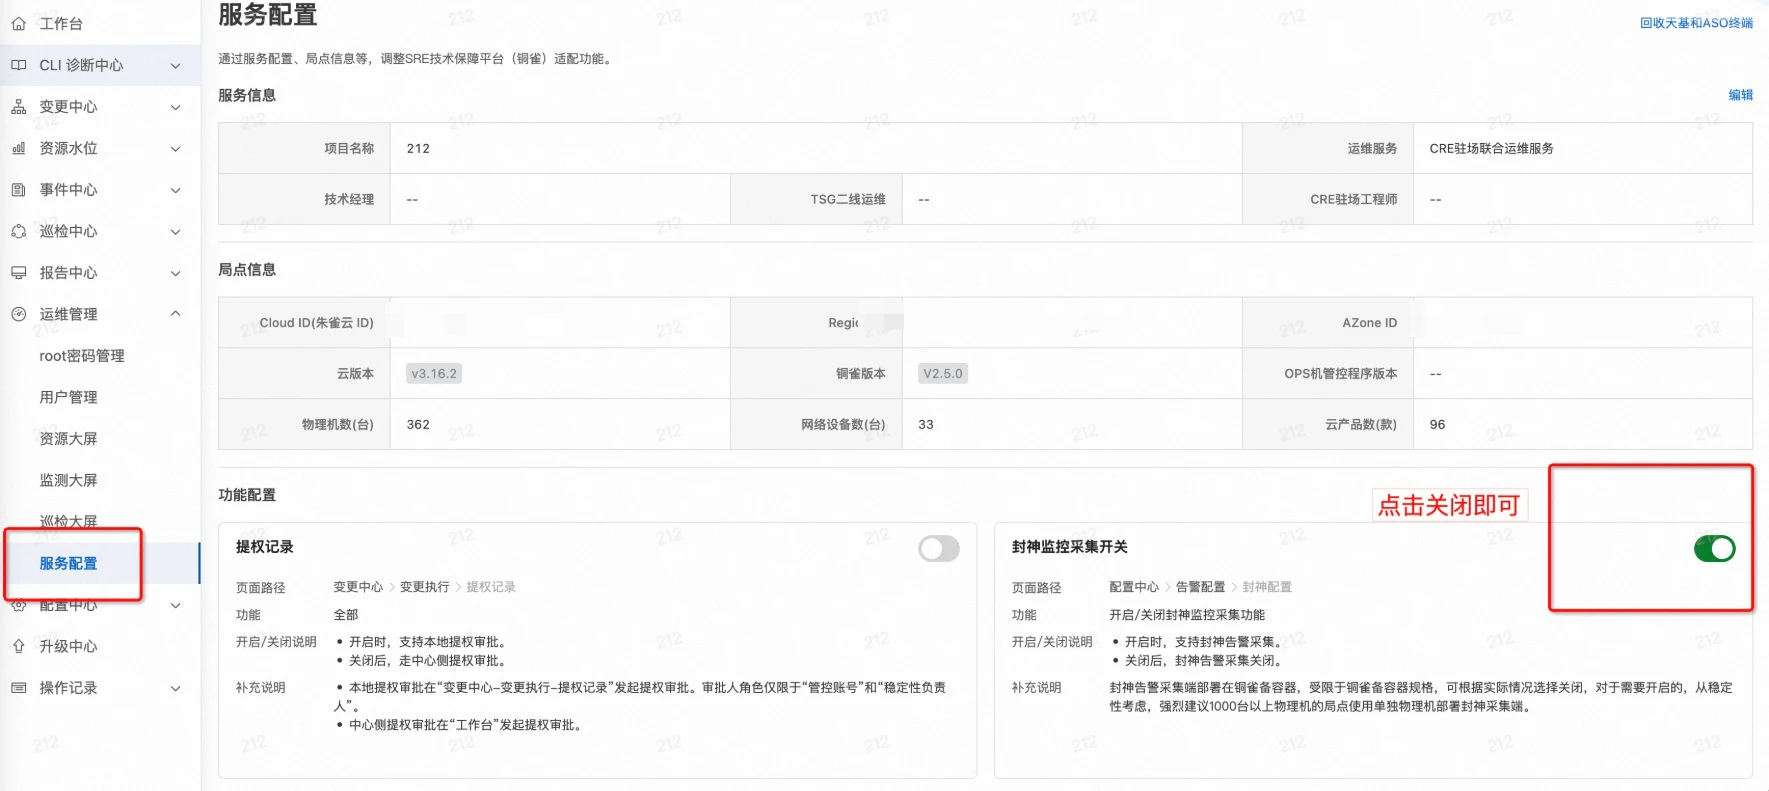 工作台
CLI 诊断中心
变更中心
资源水位
事件中心
巡检中心
报告中心
运维管理
root密码管理
用户管理
资源大屏
监测大屏
巡检大屏
服务配置
配置中心
升级中心
操作记录
服务配置
回收天基和ASO终端
通过服务配置、局点信息等，调整SRE技术保障平台（铜雀）适配功能。
服务信息 编辑
项目名称 212 运维服务 CRE驻场联合运维服务
技术经理 -- TSG二线运维 -- CRE驻场工程师 --
局点信息
Cloud ID(朱雀云 ID) Regic AZone ID
云版本 v3.16.2 铜雀版本 V2.5.0 OPS机管控程序版本 --
物理机数(台) 362 网络设备数(台) 33 云产品数(款) 96
功能配置
点击关闭即可
提权记录
页面路径 变更中心 > 变更执行 > 提权记录
功能 全部
开启/关闭说明 • 开启时，支持本地提权审批。
• 关闭后，走中心侧提权审批。
补充说明 • 本地提权审批在“变更中心–变更执行–提权记录”发起提权审批。审批人角色仅限于“管控账号”和“稳定性负责
人”。
• 中心侧提权审批在“工作台”发起提权审批。
封神监控采集开关
页面路径 配置中心 > 告警配置 > 封神配置
功能 开启/关闭封神监控采集功能
开启/关闭说明 • 开启时，支持封神告警采集。
• 关闭后，封神告警采集关闭。
补充说明 封神告警采集端部署在铜雀备容器，受限于铜雀备容器规格，可根据实际情况选择关闭，对于需要开启的，从稳定
性考虑，强烈建议1000台以上物理机的局点使用单独物理机部署封神采集端。